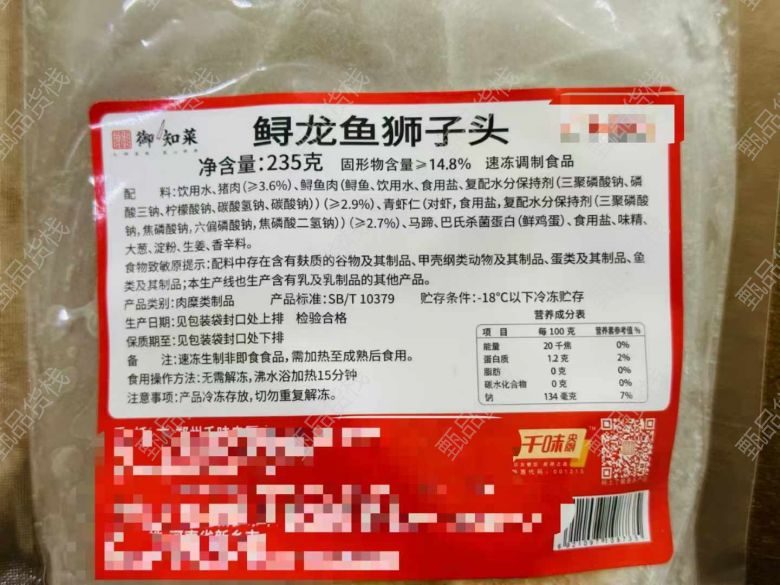 御知菜
鲟龙鱼狮子头
净含量:235克 固形物含量≥14.8% 速冻调制食品
配 料:饮用水、猪肉(≥3.6%)、鲟鱼肉(鲟鱼、饮用水、食用盐、复配水分保持剂(三聚磷酸钠、磷
酸三钠,柠檬酸钠,碳酸氢钠,碳酸钠))(≥2.9%)、青虾仁(对虾,食用盐,复配水分保持剂(三聚磷酸
钠,焦磷酸钠,六偏磷酸钠,焦磷酸二氢钠))(≥2.7%)、马蹄、巴氏杀菌蛋白(鲜鸡蛋)、食用盐、味精、
大葱、淀粉、生姜、香辛料。
食物致敏原提示:配料中存在含有麸质的谷物及其制品、甲壳纲类动物及其制品、蛋类及其制品、鱼
类及其制品;本生产线也生产含有乳及乳制品的其他产品。
产品类别:肉糜类制品 产品标准:SB/T 10379 贮存条件:-18℃以下冷冻贮存
生产日期:见包装袋封口处上排 检验合格
保质期至:见包装袋封口处下排
备 注:速冻生制非即食食品,需加热至成熟后食用。
食用操作方法:无需解冻,沸水浴加热15分钟
注意事项:产品冷冻存放,切勿重复解冻。
营养成分表
项 目 每 100 克 营养素参考值 %
能量 20 千焦 0%
蛋白质 1.2 克 2%
脂肪 0 克 0%
碳水化合物 0 克 0%
钠 134 毫克 7%
千味央厨
甄品货栈